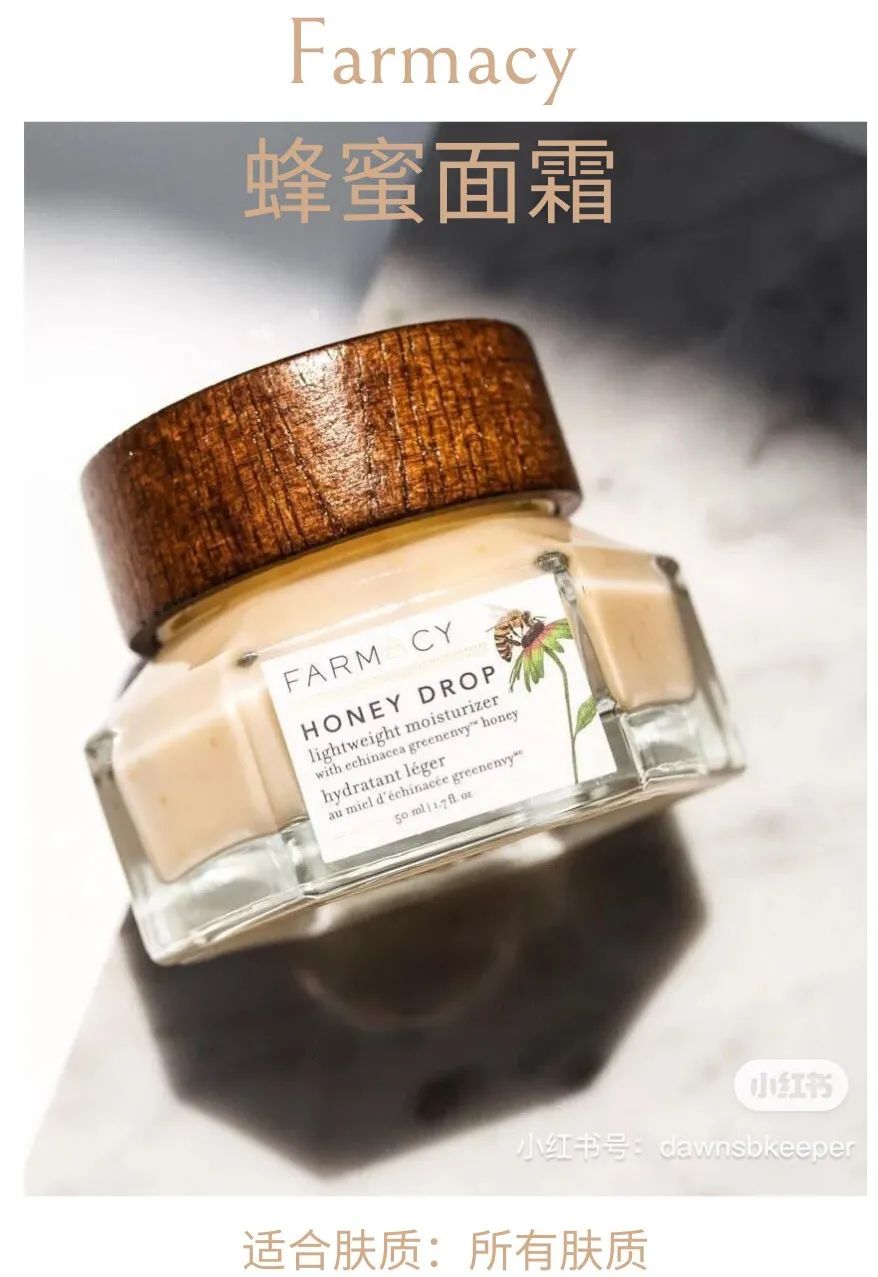 Farmacy
蜂蜜面霜
FARMACY
HONEY DROP
lightweight moisturizer
with echinacea greenenvy™ honey
hydratant léger
au miel d'échinacée greenenvy™
50 ml | 1.7 fl. oz
小红书
小红书号：dawnsbkeeper
适合肤质：所有肤质